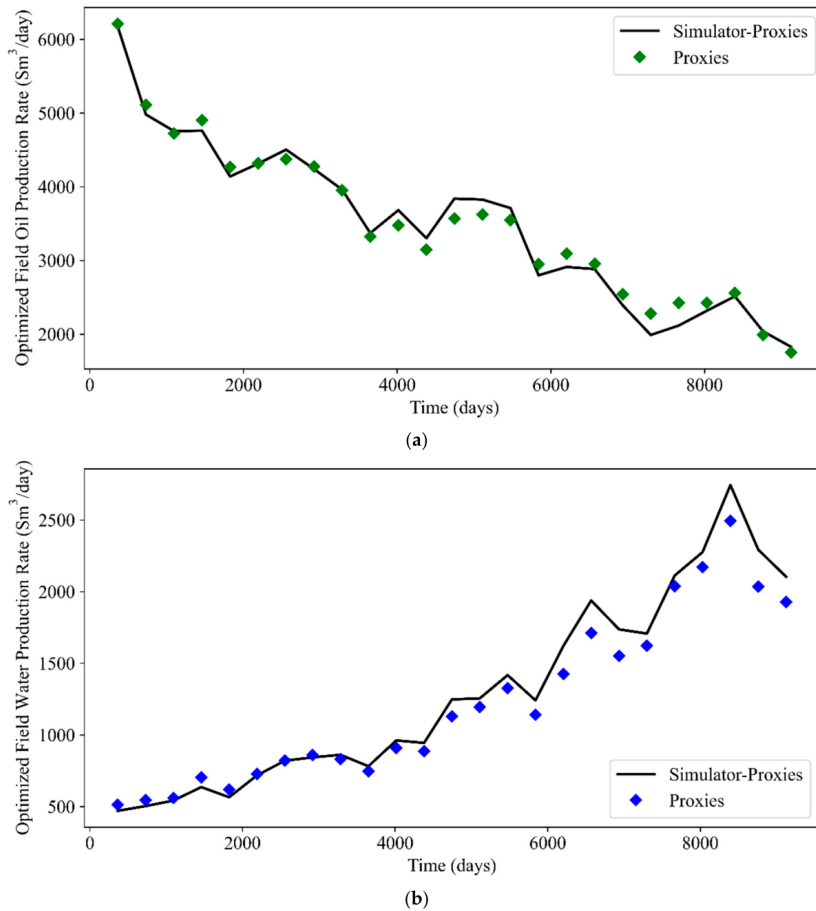 6000
5000
4000
3000
2000
Optimized Field Oil Production Rate (Sm³/day)
Simulator-Proxies
Proxies
0 2000 4000 6000 8000
Time (days)
(a)
2500
2000
1500
1000
500
Optimized Field Water Production Rate (Sm³/day)
Simulator-Proxies
Proxies
0 2000 4000 6000 8000
Time (days)
(b)